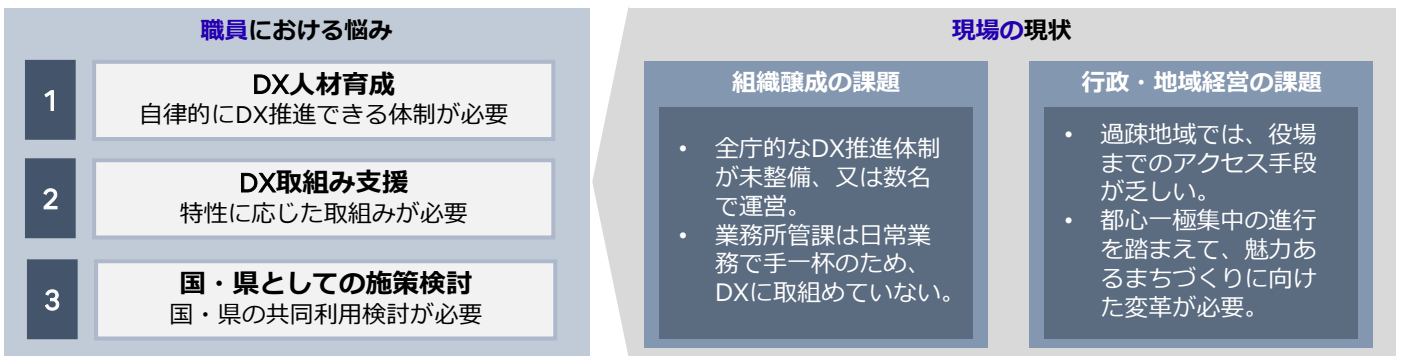 職員における悩み
1
DX人材育成
自律的にDX推進できる体制が必要
2
DX取組み支援
特性に応じた取組みが必要
3
国・県としての施策検討
国・県の共同利用検討が必要
現場の現状
組織醸成の課題
• 全庁的なDX推進体制
が未整備、又は数名
で運営。
• 業務所管課は日常業
務で手一杯のため、
DXに取組めていない。
行政・地域経営の課題
• 過疎地域では、役場
までのアクセス手段
が乏しい。
• 都心一極集中の進行
を踏まえて、魅力あ
るまちづくりに向け
た変革が必要。